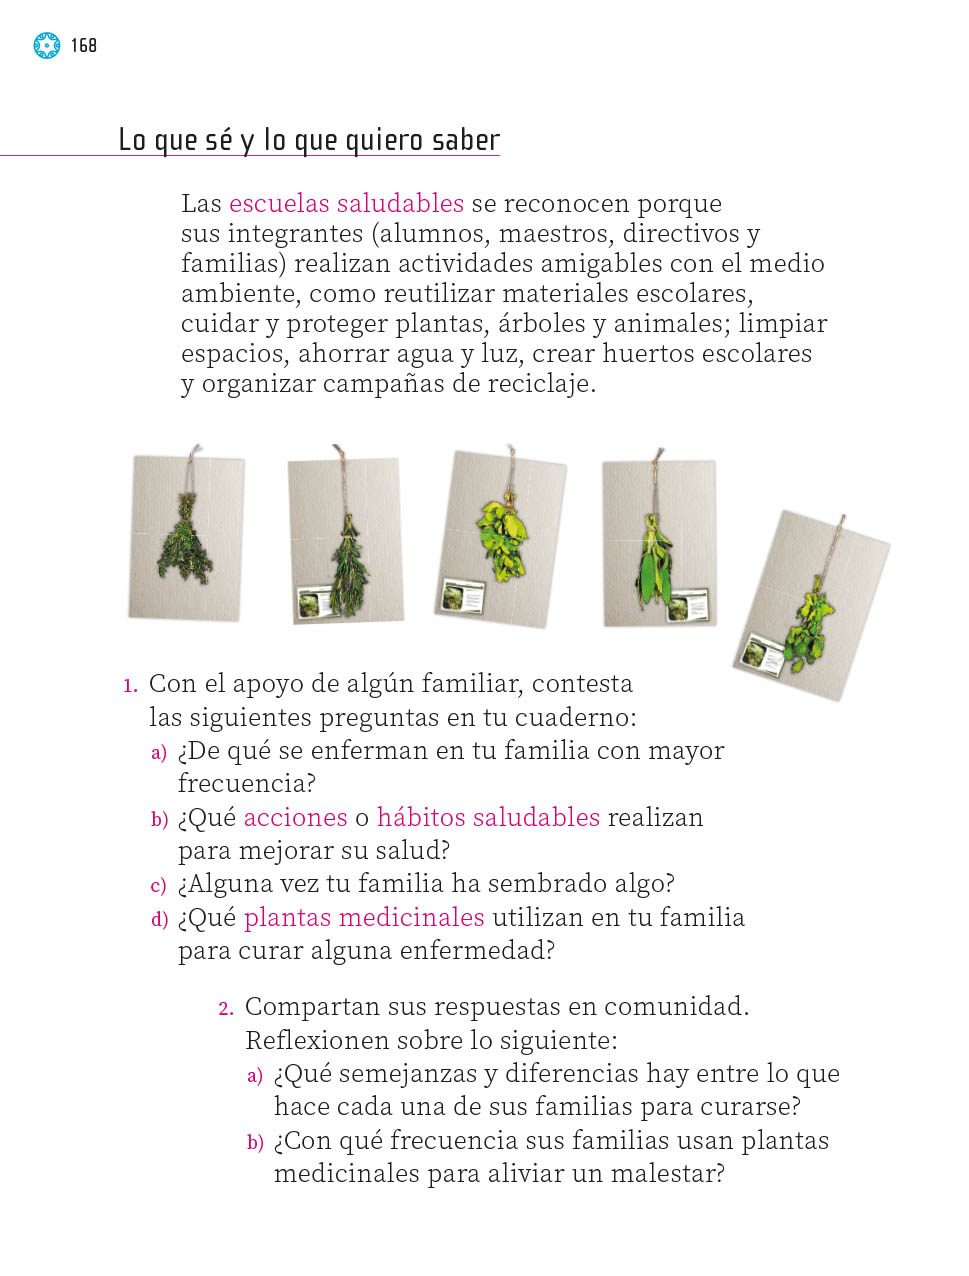 168
Lo que sé y lo que quiero saber
Las escuelas saludables se reconocen porque
sus integrantes (alumnos, maestros, directivos y
familias) realizan actividades amigables con el medio
ambiente, como reutilizar materiales escolares,
cuidar y proteger plantas, árboles y animales; limpiar
espacios, ahorrar agua y luz, crear huertos escolares
y organizar campañas de reciclaje.
1. Con el apoyo de algún familiar, contesta
las siguientes preguntas en tu cuaderno:
a) ¿De qué se enferman en tu familia con mayor
frecuencia?
b) ¿Qué acciones o hábitos saludables realizan
para mejorar su salud?
c) ¿Alguna vez tu familia ha sembrado algo?
d) ¿Qué plantas medicinales utilizan en tu familia
para curar alguna enfermedad?
2. Compartan sus respuestas en comunidad.
Reflexionen sobre lo siguiente:
a) ¿Qué semejanzas y diferencias hay entre lo que
hace cada una de sus familias para curarse?
b) ¿Con qué frecuencia sus familias usan plantas
medicinales para aliviar un malestar?